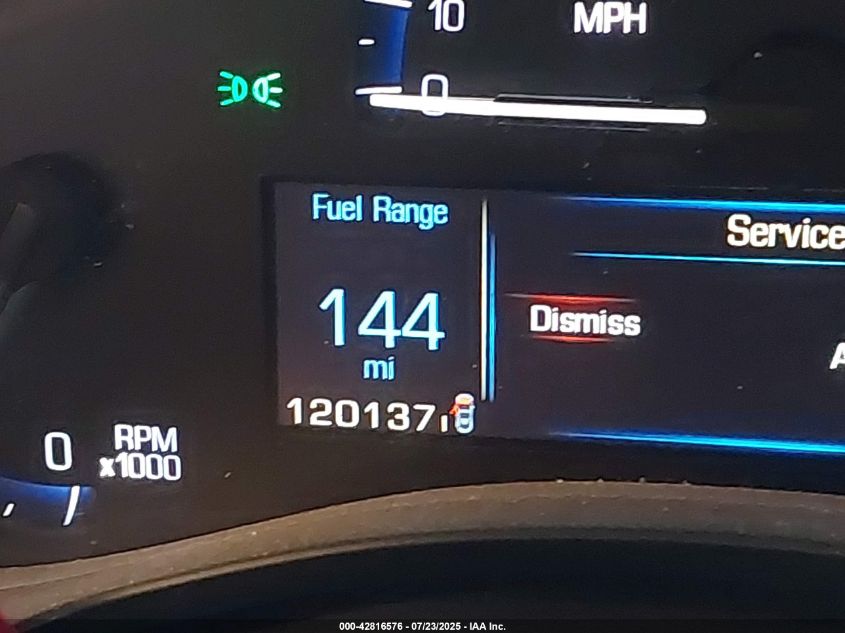 10 MPH
0
Fuel Range
Service
144
Dismiss
mi
120137
0 RPM
x1000
000-42816576 - 07/23/2025 - IAA Inc.